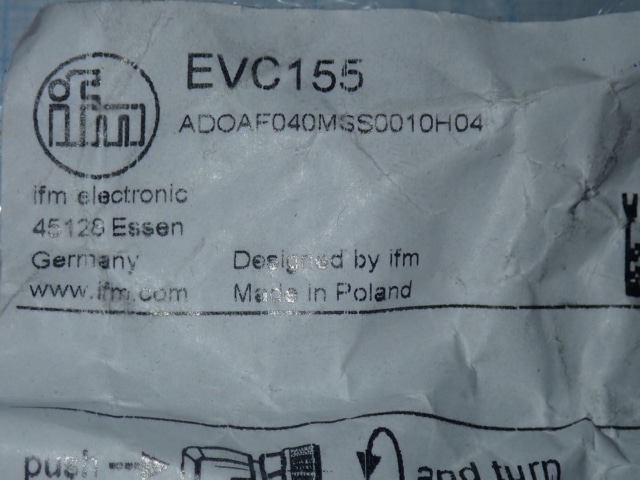 ifm
EVC155
ADOAF040MSS0010H04
ifm electronic
45128 Essen
Germany
www.ifm.com
Designed by ifm
Made in Poland
push
and turn